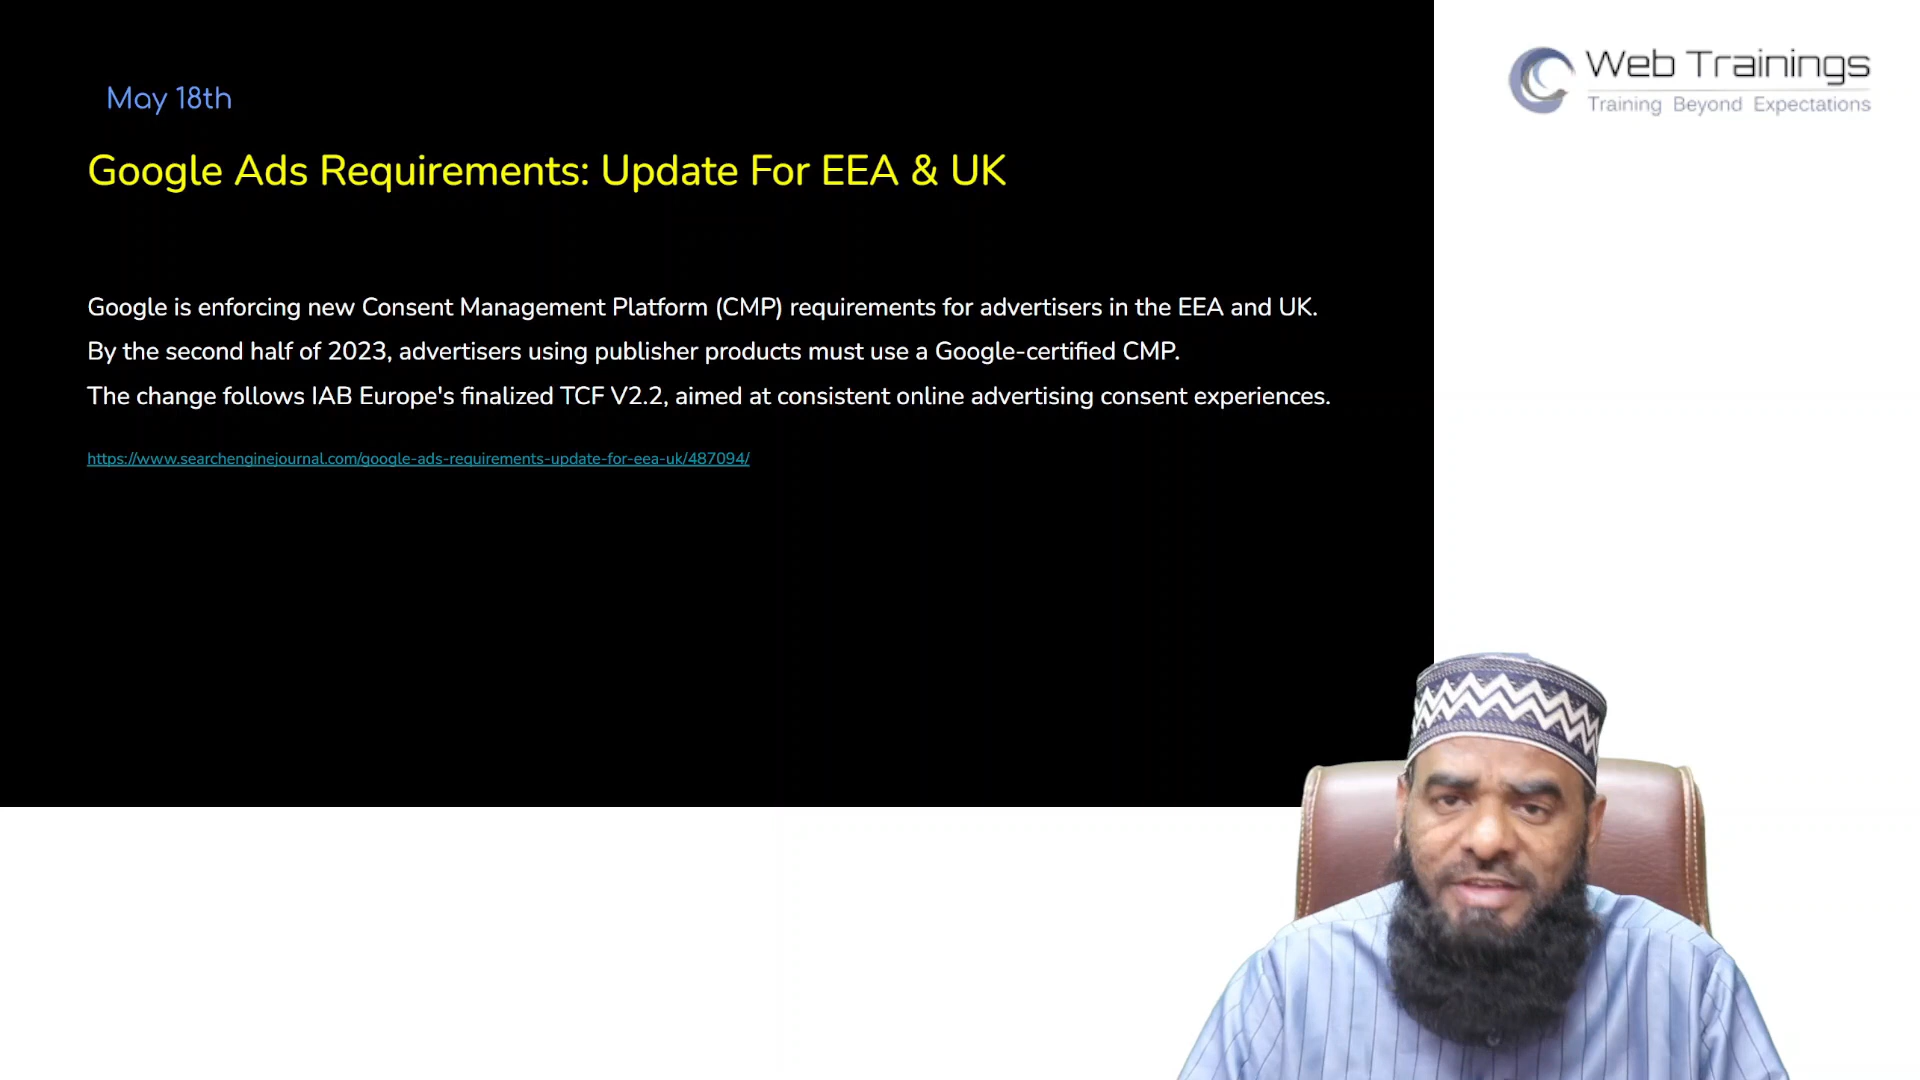 May 18th
Google Ads Requirements: Update For EEA & UK
Google is enforcing new Consent Management Platform (CMP) requirements for advertisers in the EEA and UK.
By the second half of 2023, advertisers using publisher products must use a Google-certified CMP.
The change follows IAB Europe's finalized TCF V2.2, aimed at consistent online advertising consent experiences.
https://www.searchenginejournal.com/google-ads-requirements-update-for-eea-uk/487094/
Web Trainings
Training Beyond Expectations